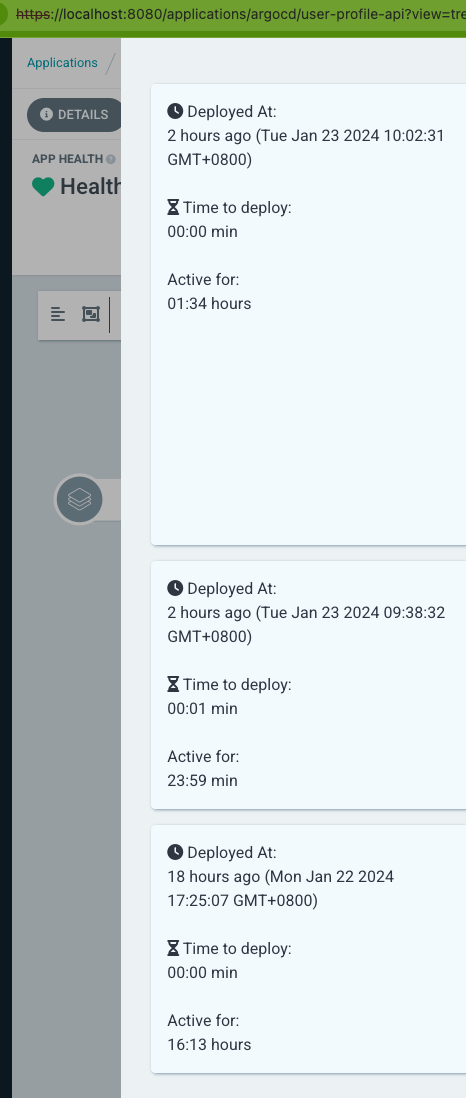 https://localhost:8080/applications/argocd/user-profile-api?view=tre
Applications
DETAILS
APP HEALTH
Health
Deployed At:
2 hours ago (Tue Jan 23 2024 10:02:31
GMT+0800)
Time to deploy:
00:00 min
Active for:
01:34 hours
Deployed At:
2 hours ago (Tue Jan 23 2024 09:38:32
GMT+0800)
Time to deploy:
00:01 min
Active for:
23:59 min
Deployed At:
18 hours ago (Mon Jan 22 2024
17:25:07 GMT+0800)
Time to deploy:
00:00 min
Active for:
16:13 hours